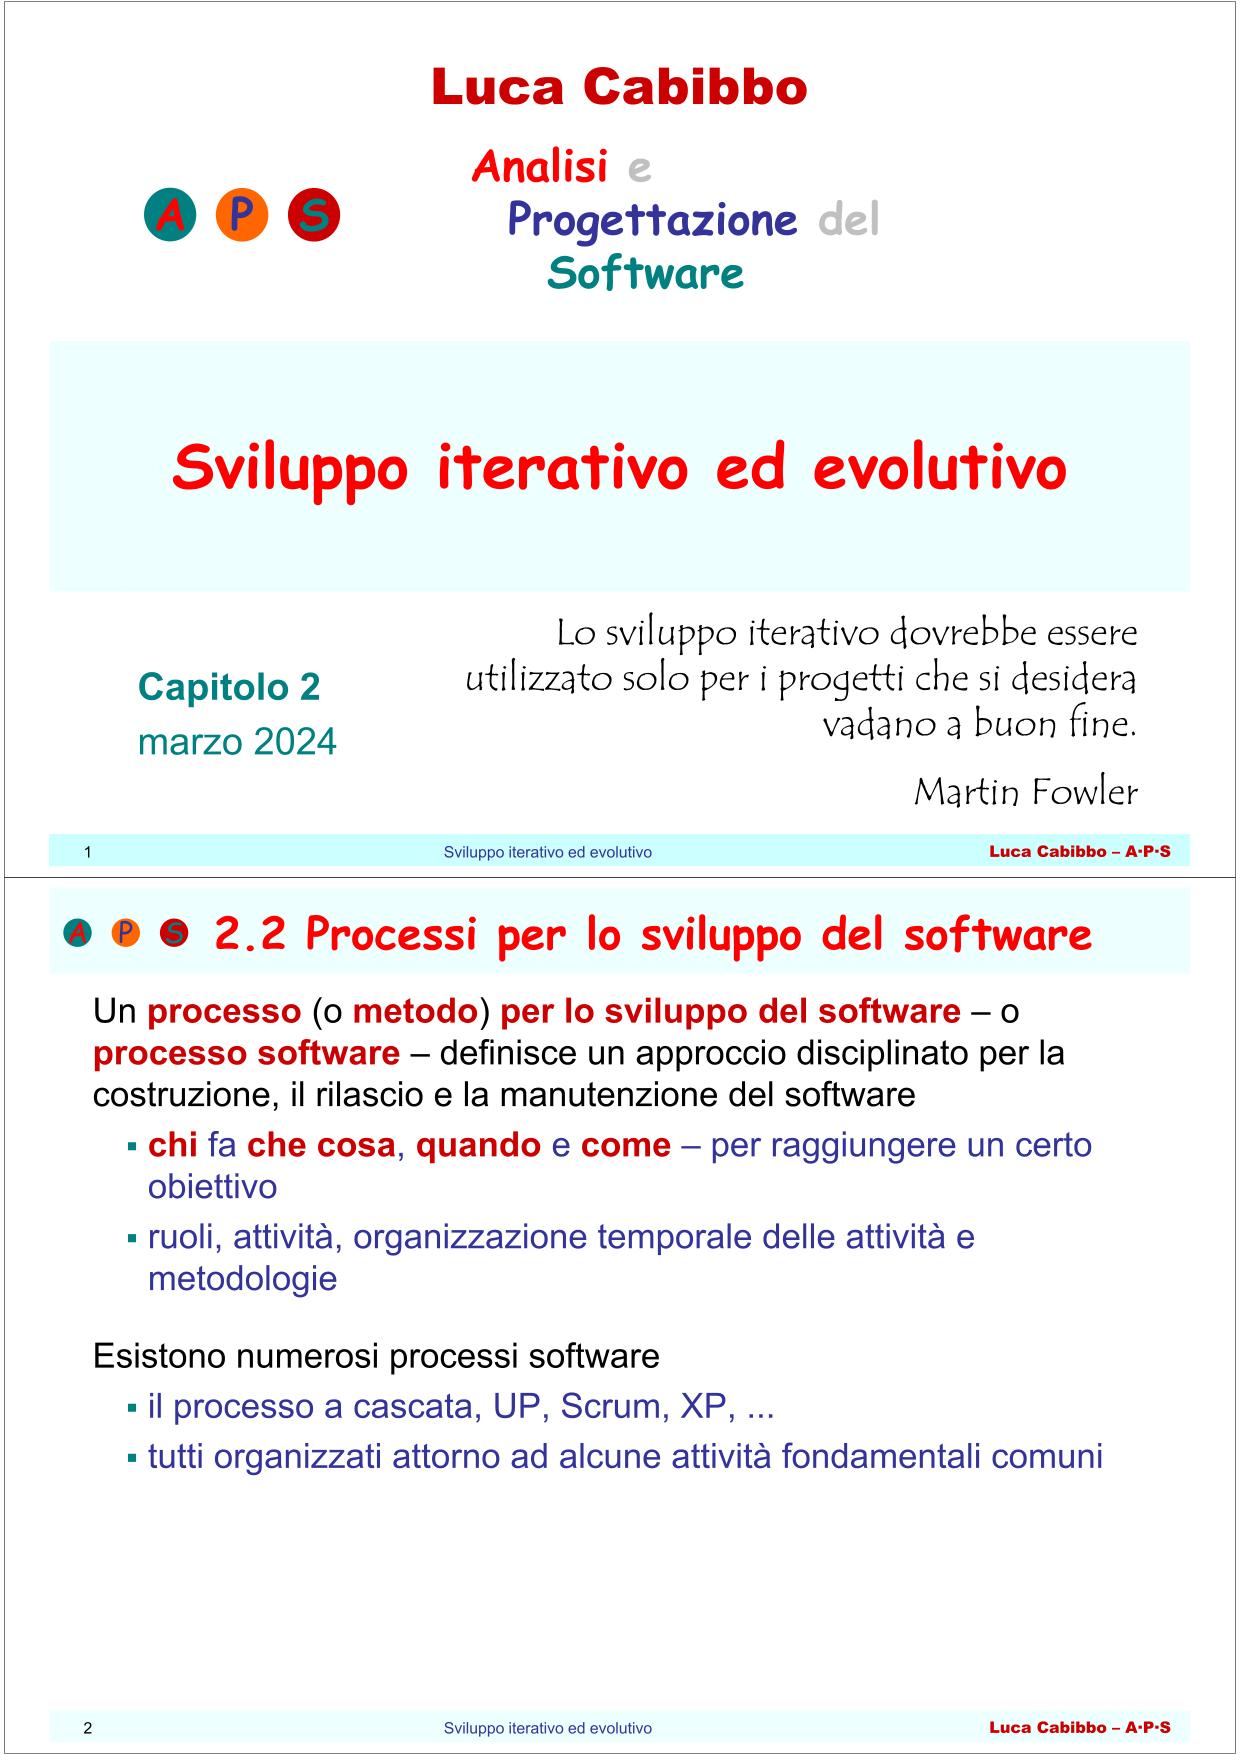 Luca Cabibbo
Analisi e
A P S
Progettazione del
Software
Sviluppo iterativo ed evolutivo
Lo sviluppo iterativo dovrebbe essere
utilizzato solo per i progetti che si desidera
vadano a buon fine.
Martin Fowler
Capitolo 2
marzo 2024
1 Sviluppo iterativo ed evolutivo Luca Cabibbo – A·P·S
A P S 2.2 Processi per lo sviluppo del software
Un processo (o metodo) per lo sviluppo del software – o
processo software – definisce un approccio disciplinato per la
costruzione, il rilascio e la manutenzione del software
▪ chi fa che cosa, quando e come – per raggiungere un certo
obiettivo
▪ ruoli, attività, organizzazione temporale delle attività e
metodologie
Esistono numerosi processi software
▪ il processo a cascata, UP, Scrum, XP, ...
▪ tutti organizzati attorno ad alcune attività fondamentali comuni
2 Sviluppo iterativo ed evolutivo Luca Cabibbo – A·P·S